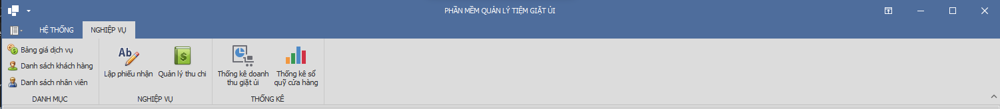 PHẦN MỀM QUẢN LÝ TIỆM GIẶT ỦI
HỆ THỐNG
NGHIỆP VỤ
Bảng giá dịch vụ
Danh sách khách hàng
Danh sách nhân viên
DANH MỤC
Ab
Lập phiếu nhận
Quản lý thu chi
NGHIỆP VỤ
Thống kê doanh
thu giặt ủi
Thống kê số
quỹ cửa hàng
THỐNG KÊ